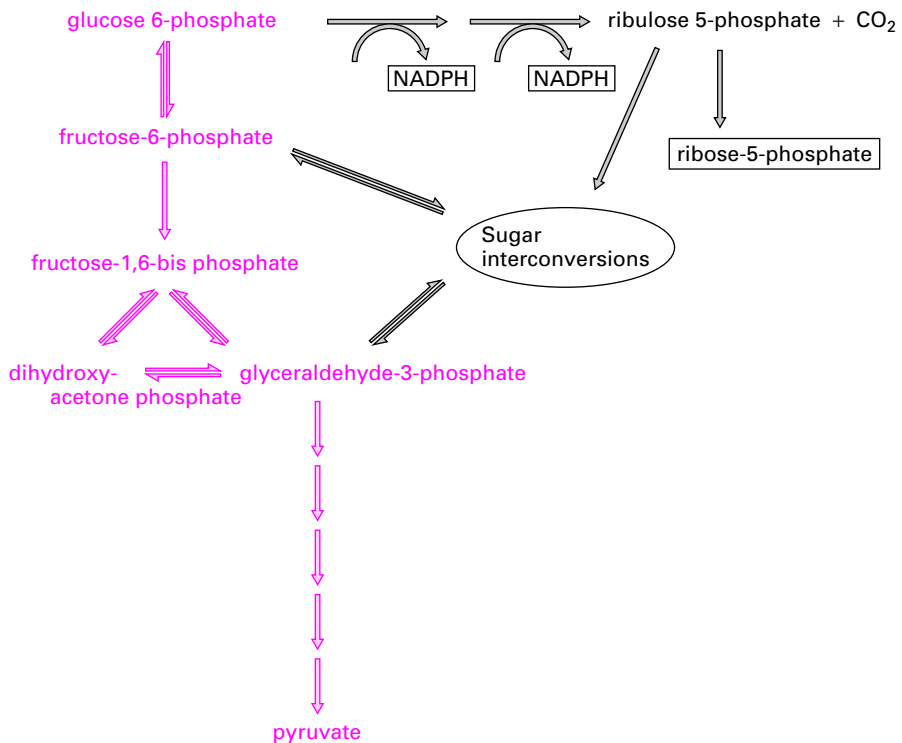 glucose 6-phosphate
ribulose 5-phosphate + CO₂
NADPH
NADPH
fructose-6-phosphate
ribose-5-phosphate
Sugar
interconversions
fructose-1,6-bis phosphate
dihydroxy-
acetone phosphate
glyceraldehyde-3-phosphate
pyruvate